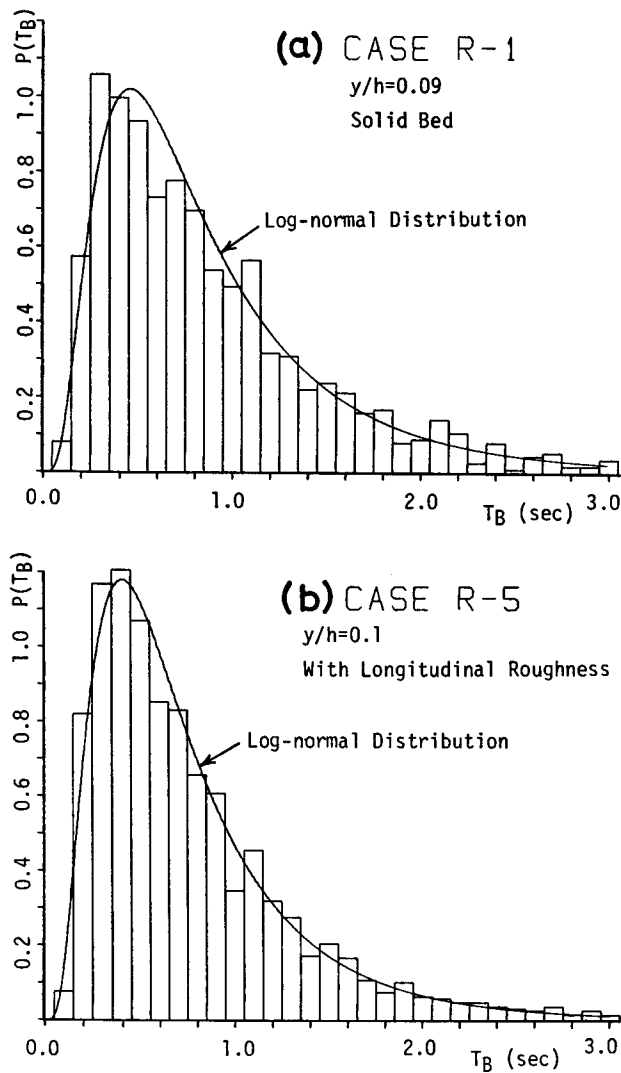 (a) CASE R-1
y/h=0.09
Solid Bed
Log-normal Distribution
P(T_B)
1.0
0.8
0.6
0.4
0.2
0.0 1.0 2.0 3.0
T_B (sec)
(b) CASE R-5
y/h=0.1
With Longitudinal Roughness
Log-normal Distribution
P(T_B)
1.0
0.8
0.6
0.4
0.2
0.0 1.0 2.0 3.0
T_B (sec)